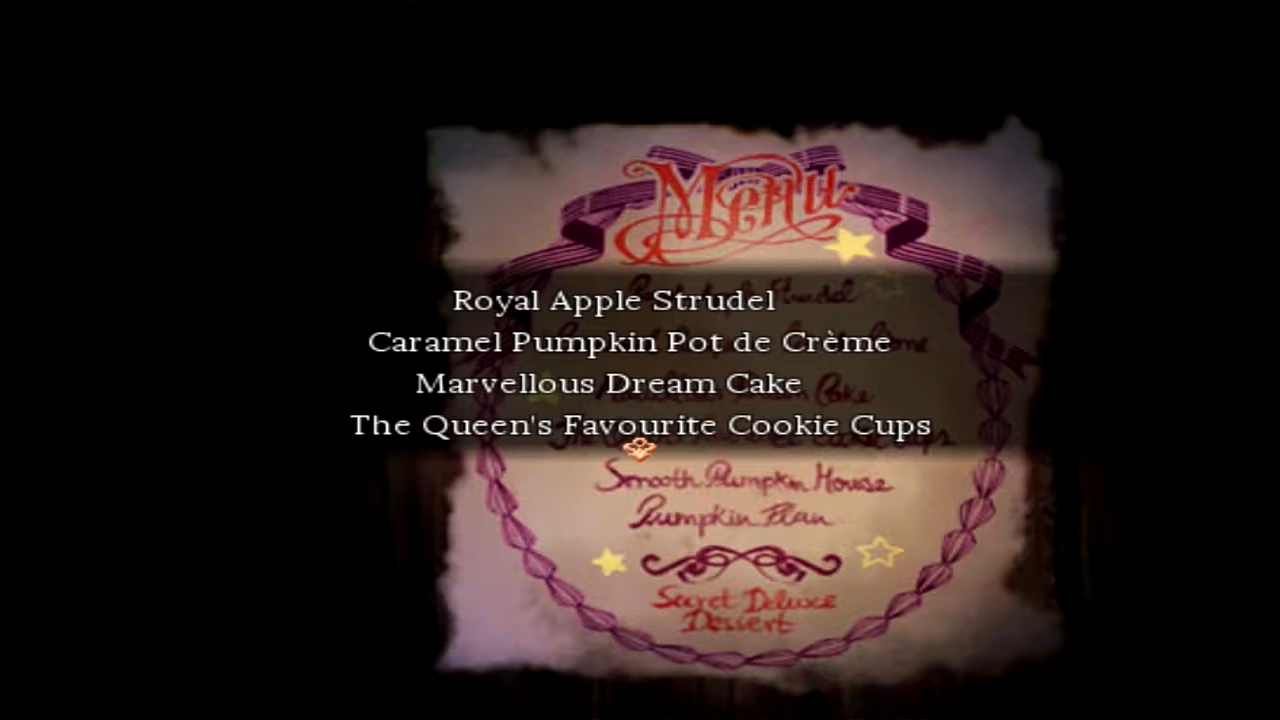 Menu
Royal Apple Strudel
Caramel Pumpkin Pot de Crème
Marvellous Dream Cake
The Queen's Favourite Cookie Cups
Smooth Pumpkin Mouse
Pumpkin Flan
Secret Deluxe
Dessert